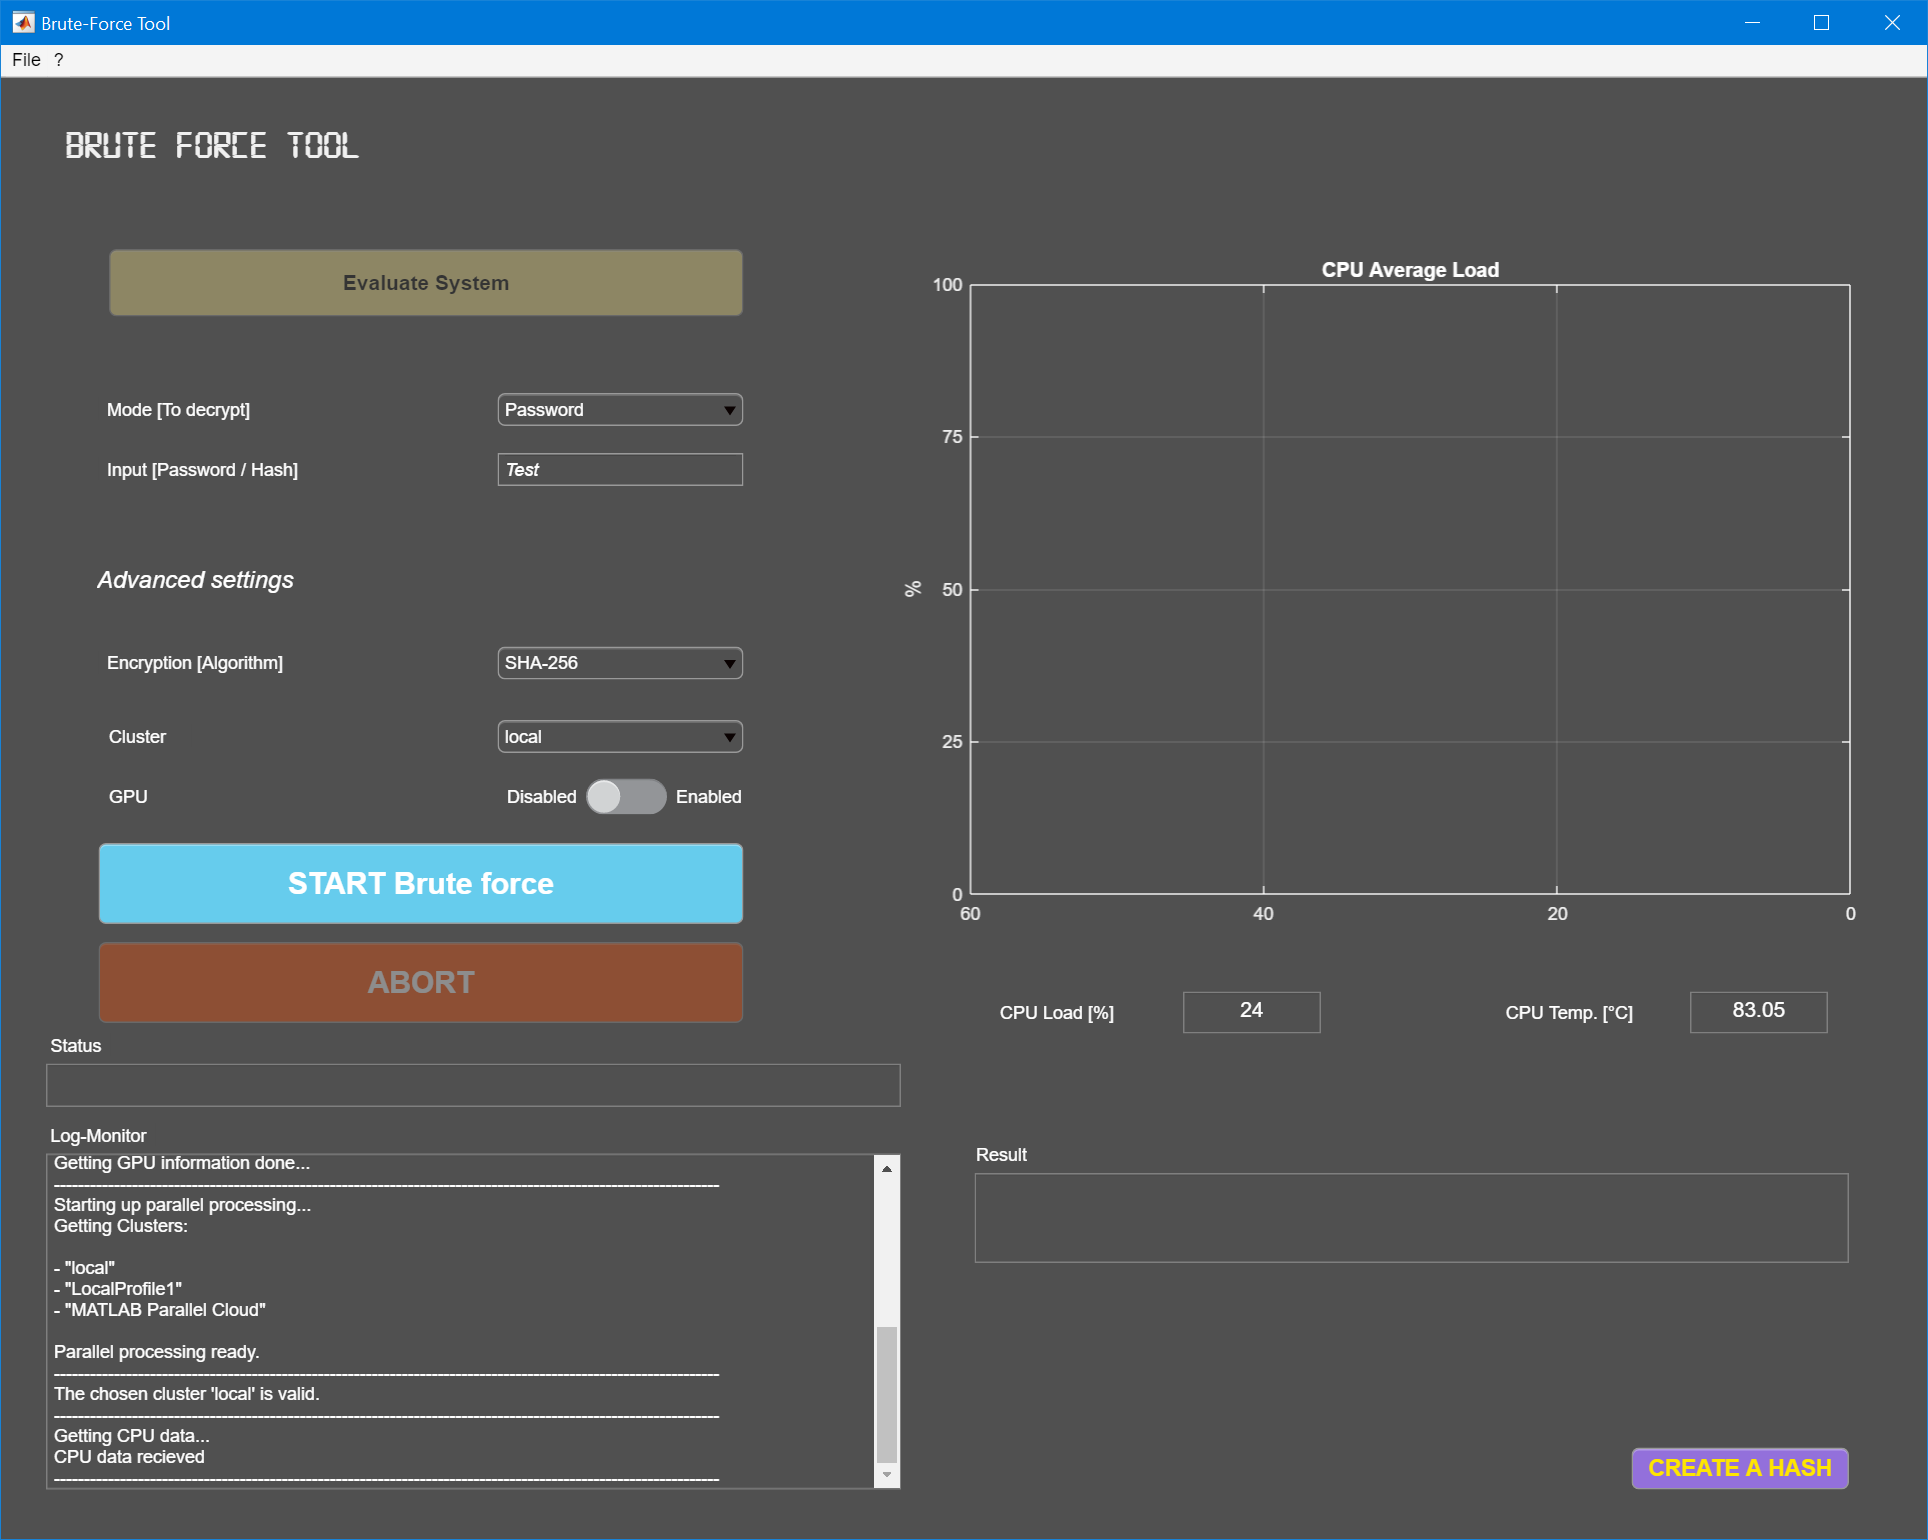 Brute-Force Tool
File ?
BRUTE FORCE TOOL
Evaluate System
Mode [To decrypt] Password
Input [Password / Hash] Test
Advanced settings
Encryption [Algorithm] SHA-256
Cluster local
GPU Disabled Enabled
START Brute force
ABORT
Status
Log-Monitor
Getting GPU information done...
--------------------------------------------------------------------------------
Starting up parallel processing...
Getting Clusters:
- "local"
- "LocalProfile1"
- "MATLAB Parallel Cloud"
Parallel processing ready.
--------------------------------------------------------------------------------
The chosen cluster 'local' is valid.
--------------------------------------------------------------------------------
Getting CPU data...
CPU data recieved
--------------------------------------------------------------------------------
CPU Average Load
100
75
% 50
25
0
60 40 20 0
CPU Load [%] 24 CPU Temp. [°C] 83.05
Result
CREATE A HASH